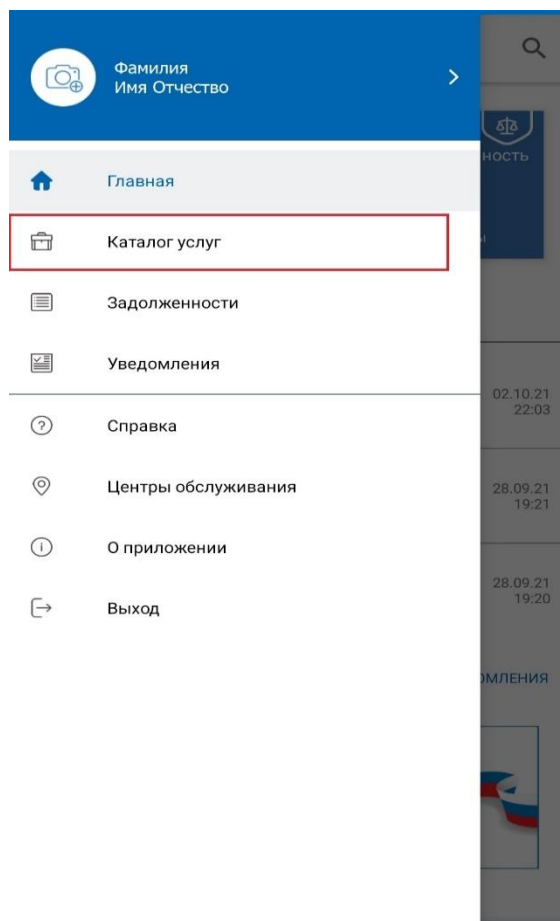 Фамилия
Имя Отчество
Главная
Каталог услуг
Задолженности
Уведомления
Справка
Центры обслуживания
О приложении
Выход
02.10.21
22:03
28.09.21
19:21
28.09.21
19:20